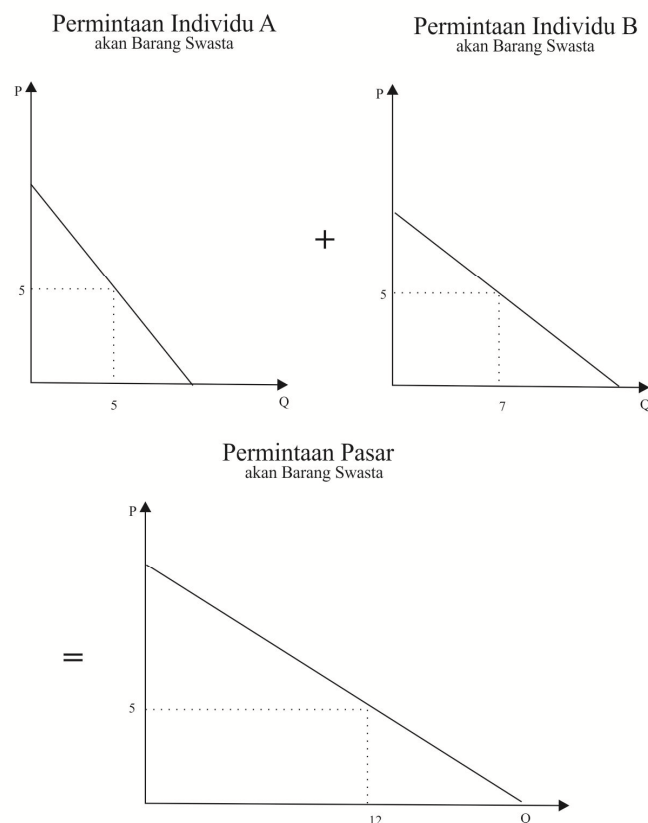 Permintaan Individu A
akan Barang Swasta
P
5
5
Q
+
Permintaan Individu B
akan Barang Swasta
P
5
7
Q
=
Permintaan Pasar
akan Barang Swasta
P
5
12
Q